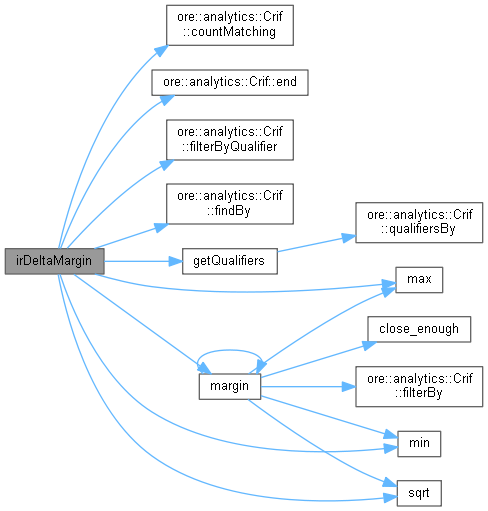 ore::analytics::Crif
::countMatching
ore::analytics::Crif::end
ore::analytics::Crif
::filterByQualifier
ore::analytics::Crif
::findBy
ore::analytics::Crif
::qualifiersBy
irDeltaMargin
getQualifiers
max
close_enough
margin
ore::analytics::Crif
::filterBy
min
sqrt